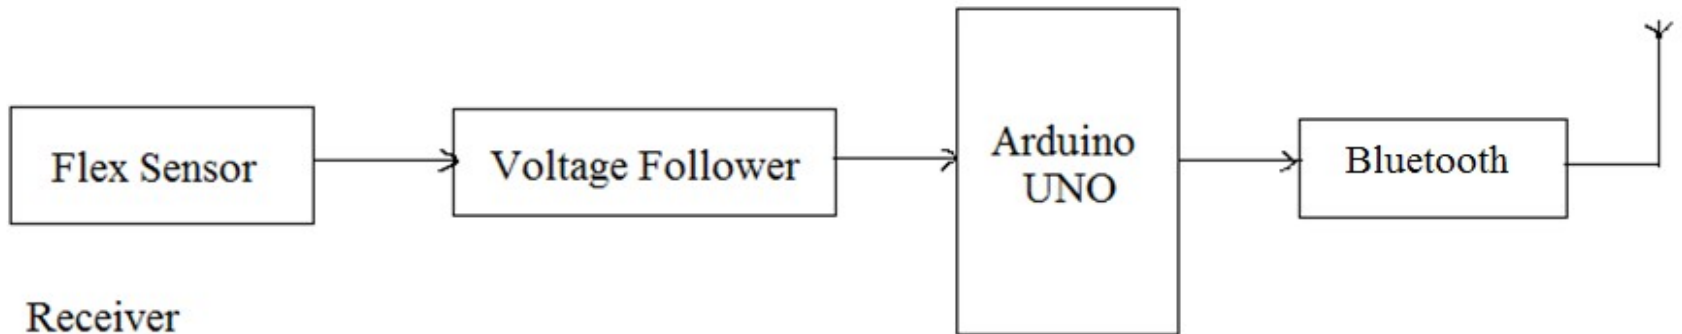 Flex Sensor
Voltage Follower
Arduino
UNO
Bluetooth
Receiver